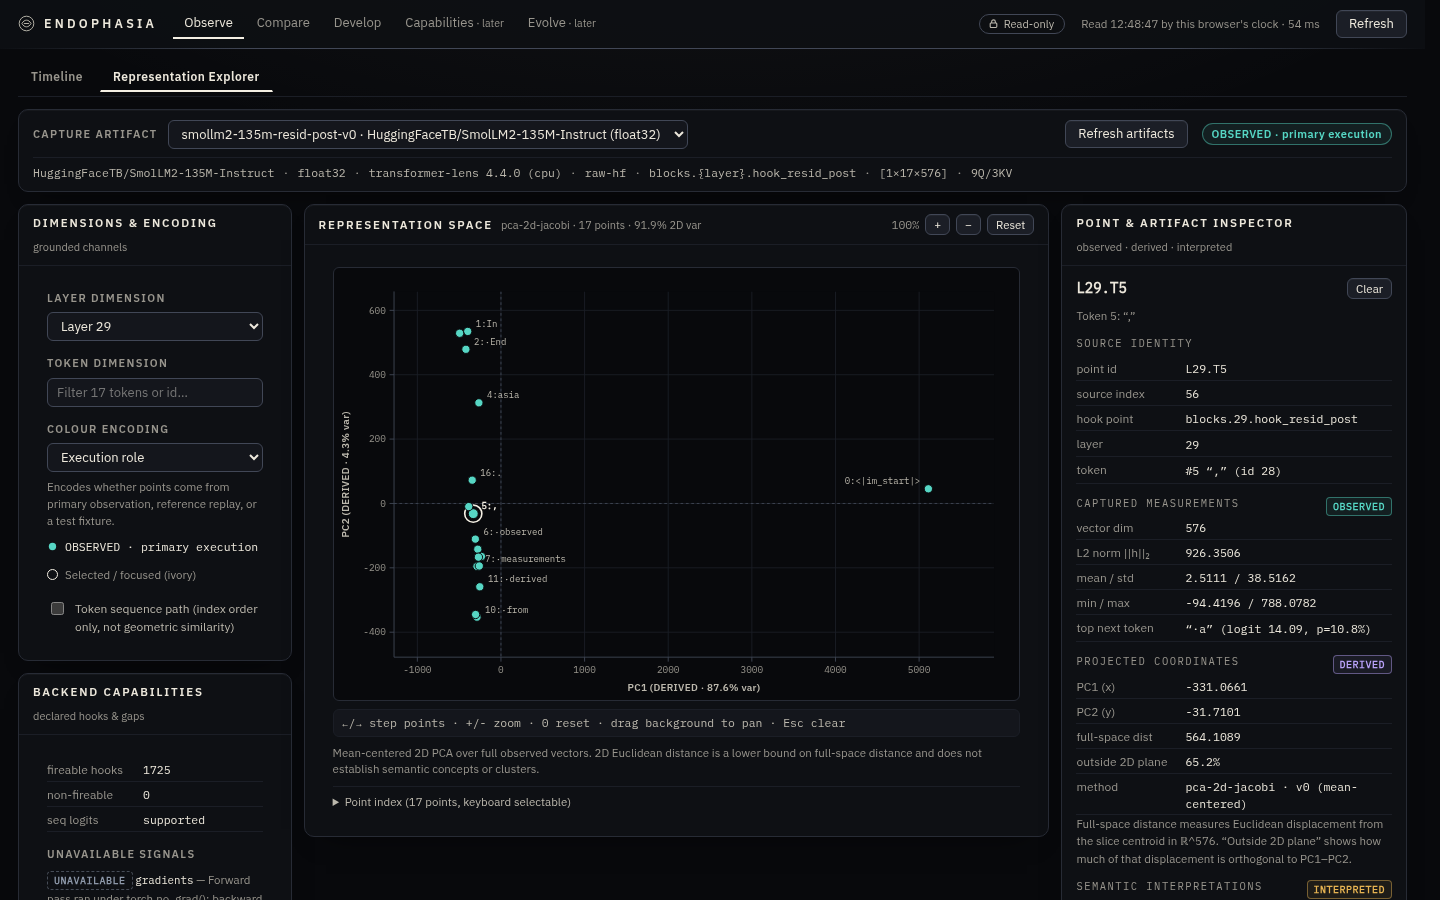 ENDOPHASIA
Observe
Compare
Develop
Capabilities · later
Evolve · later
Read-only
Read 12:48:47 by this browser's clock · 54 ms
Refresh
Timeline
Representation Explorer
CAPTURE ARTIFACT
smollm2-135m-resid-post-v0 · HuggingFaceTB/SmolLM2-135M-Instruct (float32)
Refresh artifacts
OBSERVED · primary execution
HuggingFaceTB/SmolLM2-135M-Instruct · float32 · transformer-lens 4.4.0 (cpu) · raw-hf · blocks.{layer}.hook_resid_post · [1×17×576] · 9Q/3KV
DIMENSIONS & ENCODING
grounded channels
LAYER DIMENSION
Layer 29
TOKEN DIMENSION
Filter 17 tokens or id...
COLOUR ENCODING
Execution role
Encodes whether points come from
primary observation, reference replay, or
a test fixture.
OBSERVED · primary execution
Selected / focused (ivory)
Token sequence path (index order
only, not geometric similarity)
BACKEND CAPABILITIES
declared hooks & gaps
fireable hooks 1725
non-fireable 0
seq logits supported
UNAVAILABLE SIGNALS
UNAVAILABLE gradients — Forward
pass ran under torch.no_grad(); backward
REPRESENTATION SPACE pca-2d-jacobi · 17 points · 91.9% 2D var
100% + − Reset
600
400
200
0
-200
-400
PC2 (DERIVED · 4.3% var)
1:In
2:·End
4:asia
16:.
5:,
6:·observed
7:·measurements
11:·derived
10:·from
0:<|im_start|>
-1000 0 1000 2000 3000 4000 5000
PC1 (DERIVED · 87.6% var)
←/→ step points · +/- zoom · 0 reset · drag background to pan · Esc clear
Mean-centered 2D PCA over full observed vectors. 2D Euclidean distance is a lower bound on full-space distance and does not
establish semantic concepts or clusters.
▶ Point index (17 points, keyboard selectable)
POINT & ARTIFACT INSPECTOR
observed · derived · interpreted
L29.T5
Clear
Token 5: “,”
SOURCE IDENTITY
point id L29.T5
source index 56
hook point blocks.29.hook_resid_post
layer 29
token #5 “,” (id 28)
CAPTURED MEASUREMENTS OBSERVED
vector dim 576
L2 norm ||h||₂ 926.3506
mean / std 2.5111 / 38.5162
min / max -94.4196 / 788.0782
top next token “·a” (logit 14.09, p=10.8%)
PROJECTED COORDINATES DERIVED
PC1 (x) -331.0661
PC2 (y) -31.7101
full-space dist 564.1089
outside 2D plane 65.2%
method pca-2d-jacobi · v0 (mean-
centered)
Full-space distance measures Euclidean displacement from
the slice centroid in ℝ^576. “Outside 2D plane” shows how
much of that displacement is orthogonal to PC1–PC2.
SEMANTIC INTERPRETATIONS INTERPRETED